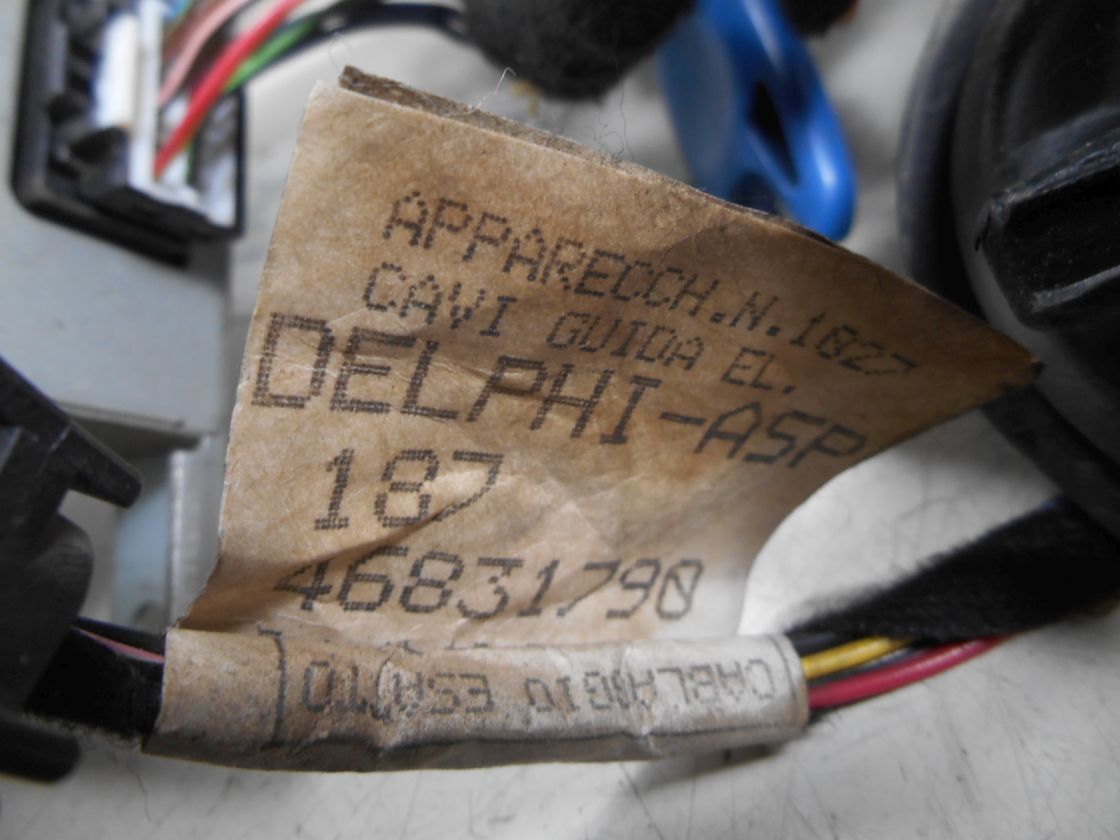 APPARECCH.N.1827
CAVI GUIDA EL.
DELPHI-ASP
187
46831790
CABLAGGIO ESATTO